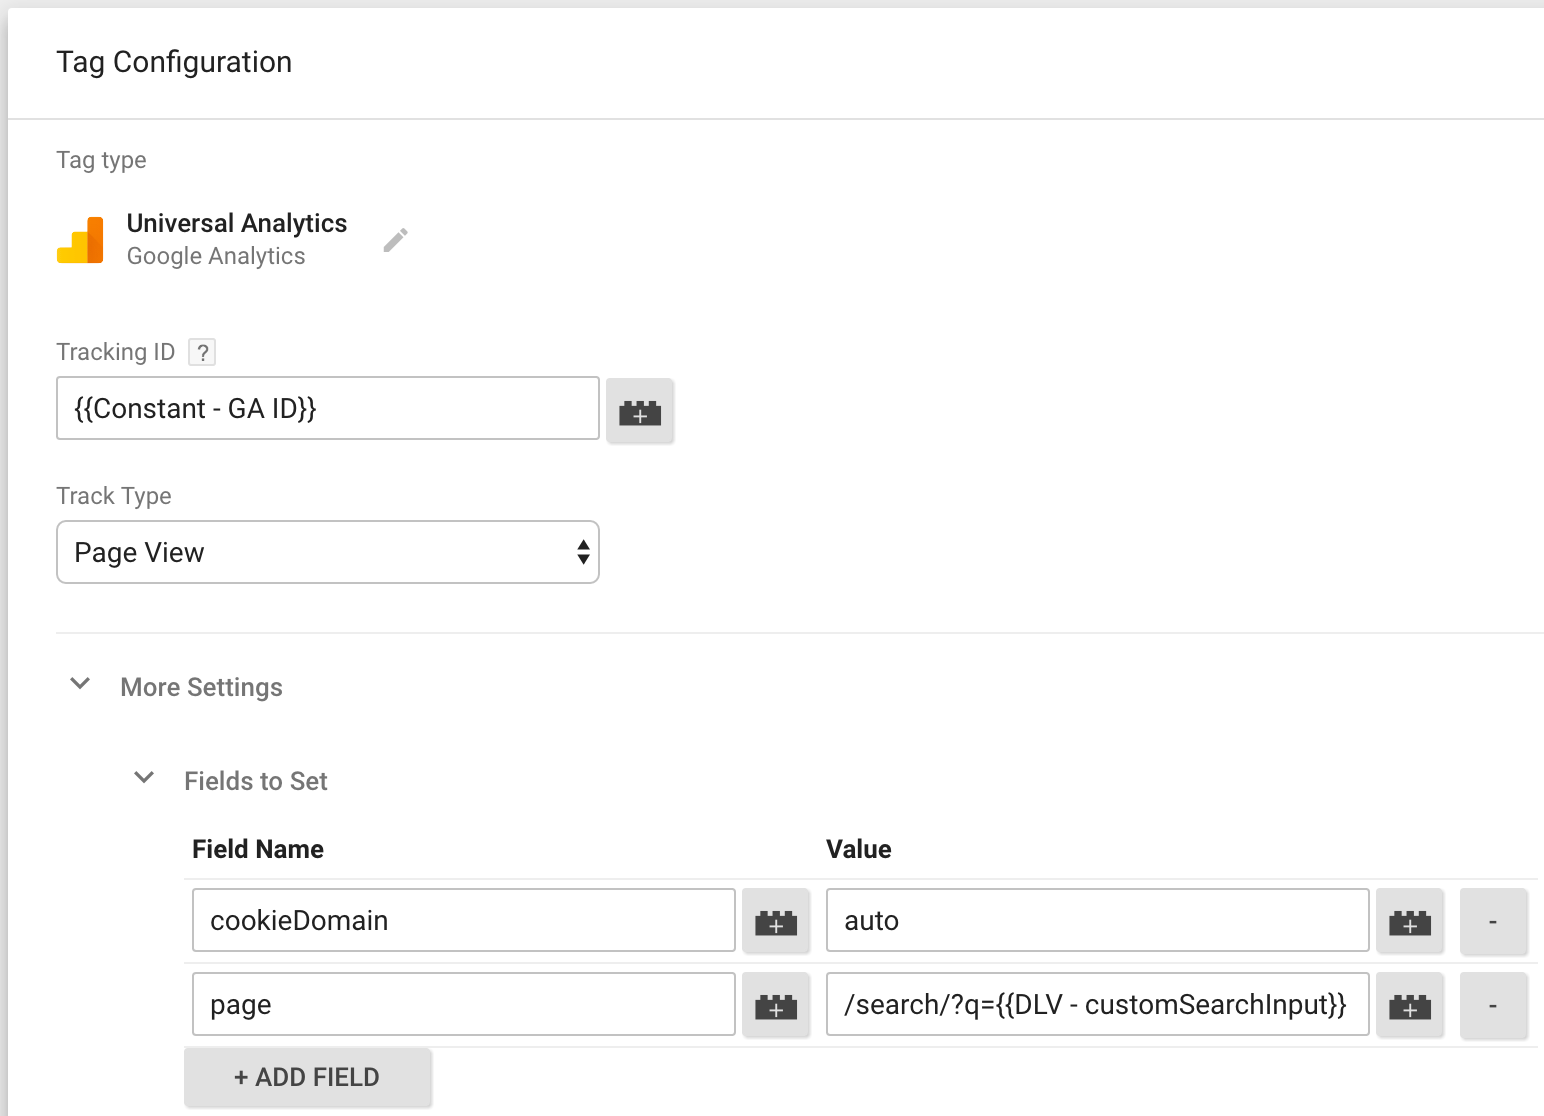 Tag Configuration
Tag type
Universal Analytics
Google Analytics
Tracking ID ?
{{Constant - GA ID}}
Track Type
Page View
More Settings
Fields to Set
Field Name Value
cookieDomain auto -
page /search/?q={{DLV - customSearchInput}} -
+ ADD FIELD